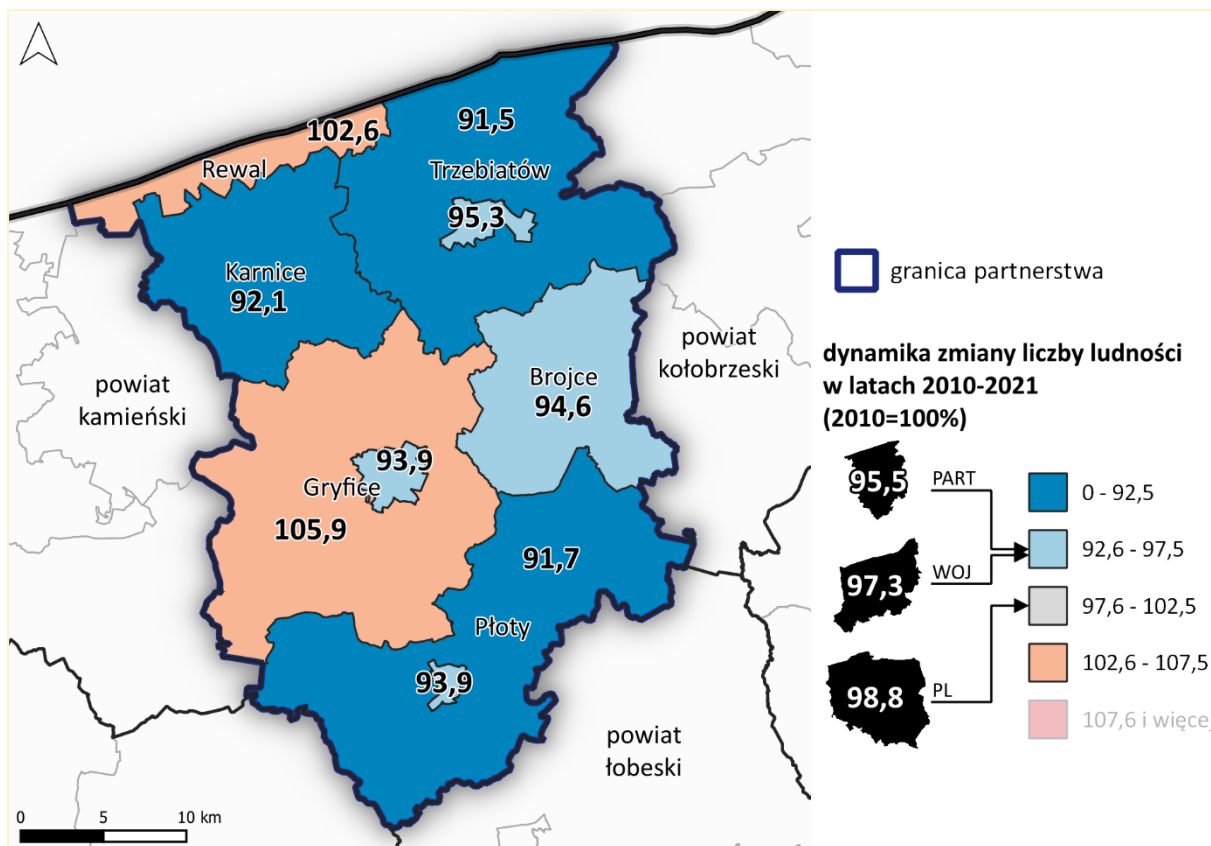 102,6
91,5
Rewal
Trzebiatów
95,3
Karnice
92,1
powiat
kamieński
powiat
kołobrzeski
Brojce
94,6
93,9
Gryfice
105,9
91,7
Płoty
93,9
powiat
łobeski
0 5 10 km
granica partnerstwa
dynamika zmiany liczby ludności
w latach 2010-2021
(2010=100%)
95,5 PART
97,3 WOJ
98,8 PL
0 - 92,5
92,6 - 97,5
97,6 - 102,5
102,6 - 107,5
107,6 i więce